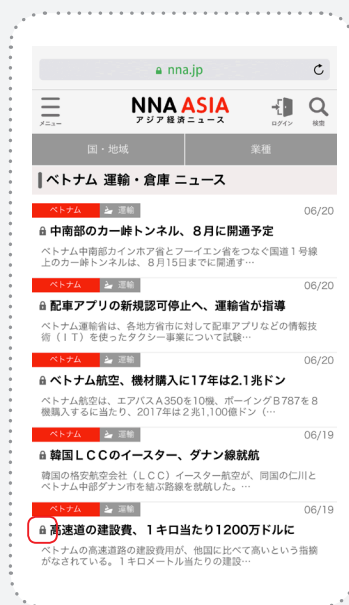 nna.jp
NNA ASIA
アジア経済ニュース
メニュー
ログイン
検索
国・地域
業種
ベトナム 運輸・倉庫 ニュース
ベトナム 運輸 06/20
中南部のカー峠トンネル、８月に開通予定
ベトナム中南部カインホア省とフーイエン省をつなぐ国道１号線
上のカー峠トンネルは、８月15日までに開通す…
ベトナム 運輸 06/20
配車アプリの新規認可停止へ、運輸省が指導
ベトナム運輸省は、各地方省市に対して配車アプリなどの情報技
術（ＩＴ）を使ったタクシー事業について試験…
ベトナム 運輸 06/20
ベトナム航空、機材購入に17年は2.1兆ドン
ベトナム航空は、エアバスＡ350を10機、ボーイングＢ787を８
機購入するに当たり、2017年は２兆1,100億ドン（…
ベトナム 運輸 06/19
韓国ＬＣＣのイースター、ダナン線就航
韓国の格安航空会社（ＬＣＣ）イースター航空が、同国の仁川と
ベトナム中部ダナン市を結ぶ路線を就航した。…
ベトナム 運輸 06/19
高速道の建設費、１キロ当たり1200万ドルに
ベトナムの高速道路の建設費用が、他国に比べて高いという指摘
がなされている。１キロメートル当たりの建設…